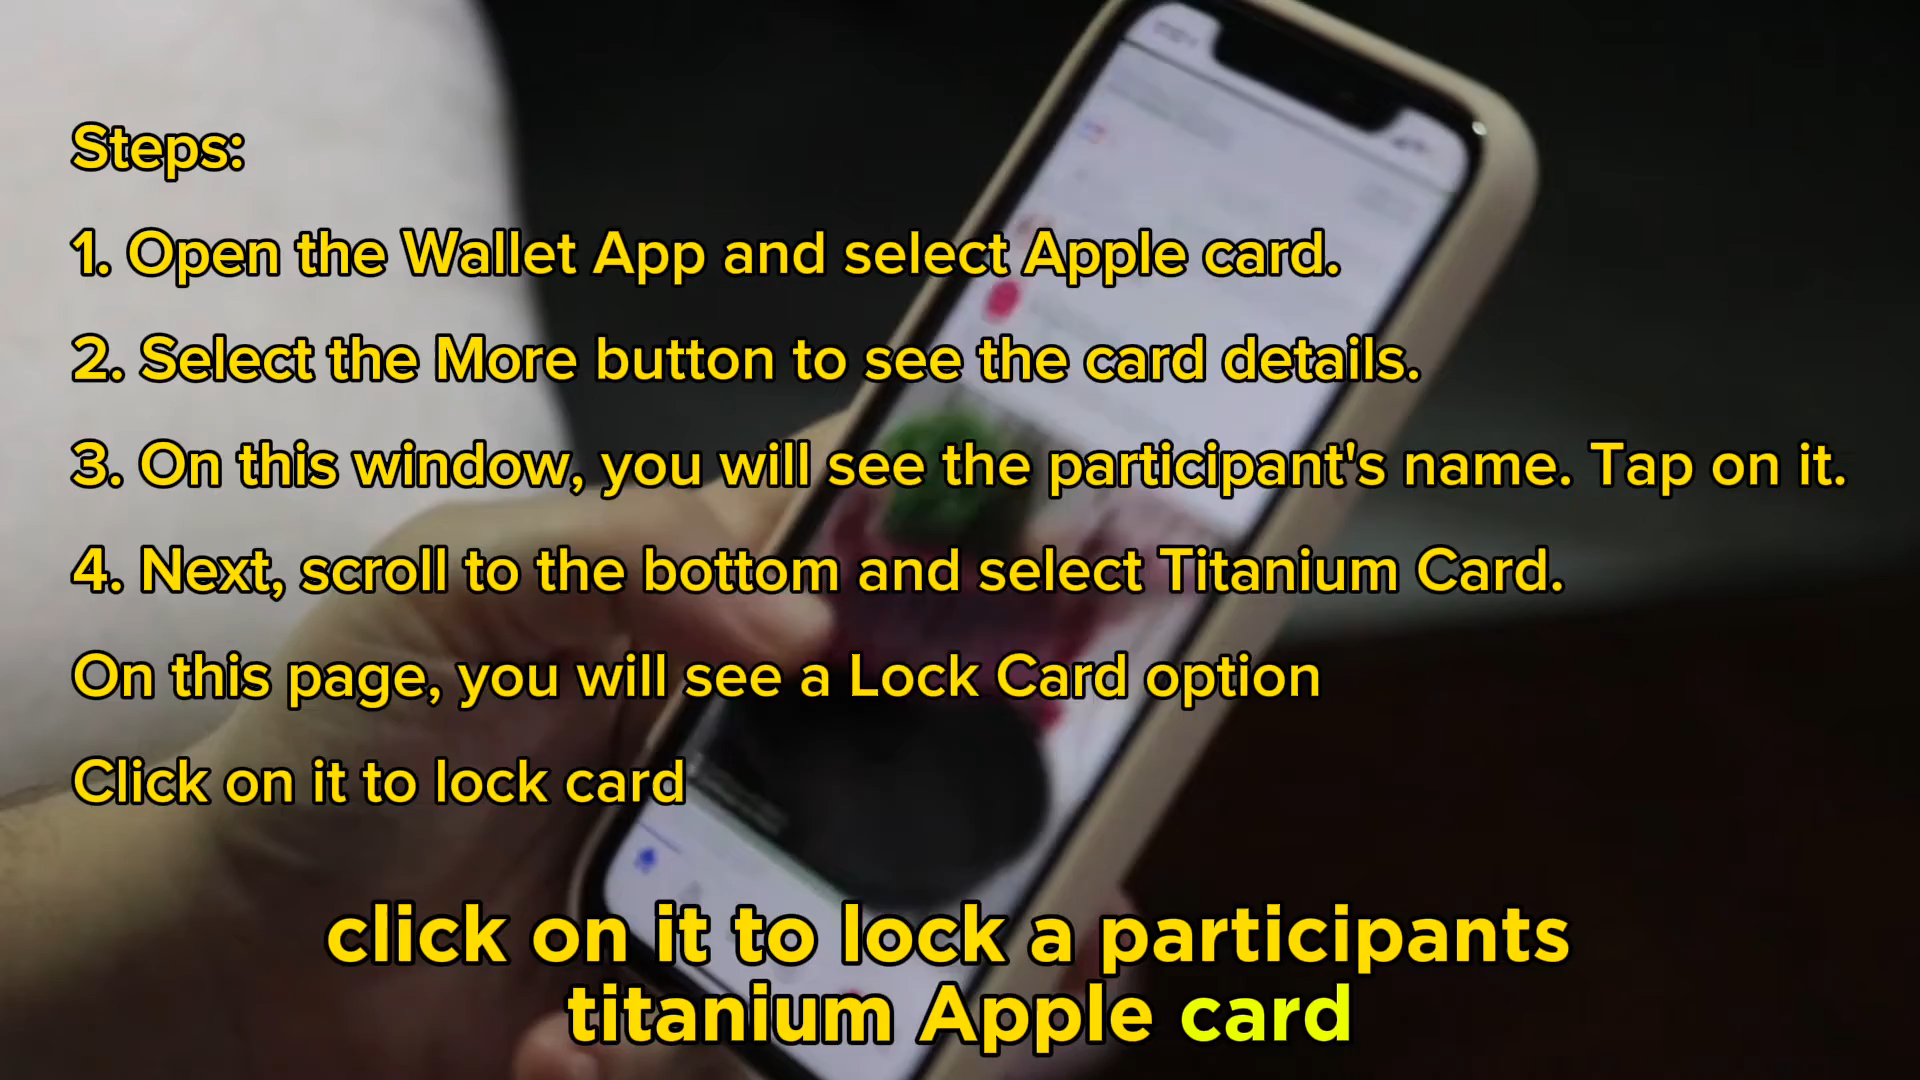 Steps:
1. Open the Wallet App and select Apple card.
2. Select the More button to see the card details.
3. On this window, you will see the participant's name. Tap on it.
4. Next, scroll to the bottom and select Titanium Card.
On this page, you will see a Lock Card option
Click on it to lock card
click on it to lock a participants
titanium Apple card